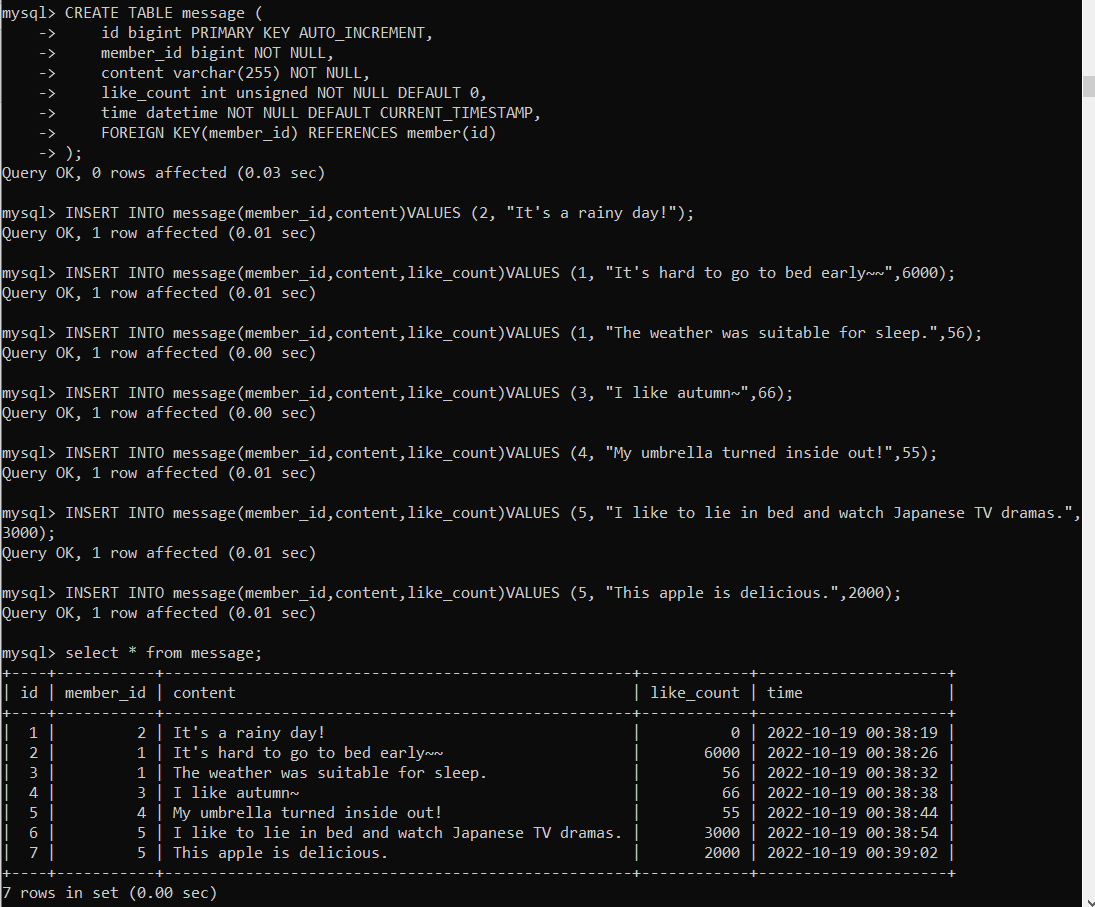 mysql> CREATE TABLE message (
    ->     id bigint PRIMARY KEY AUTO_INCREMENT,
    ->     member_id bigint NOT NULL,
    ->     content varchar(255) NOT NULL,
    ->     like_count int unsigned NOT NULL DEFAULT 0,
    ->     time datetime NOT NULL DEFAULT CURRENT_TIMESTAMP,
    ->     FOREIGN KEY(member_id) REFERENCES member(id)
    -> );
Query OK, 0 rows affected (0.03 sec)

mysql> INSERT INTO message(member_id,content)VALUES (2, "It's a rainy day!");
Query OK, 1 row affected (0.01 sec)

mysql> INSERT INTO message(member_id,content,like_count)VALUES (1, "It's hard to go to bed early~~",6000);
Query OK, 1 row affected (0.01 sec)

mysql> INSERT INTO message(member_id,content,like_count)VALUES (1, "The weather was suitable for sleep.",56);
Query OK, 1 row affected (0.00 sec)

mysql> INSERT INTO message(member_id,content,like_count)VALUES (3, "I like autumn~",66);
Query OK, 1 row affected (0.00 sec)

mysql> INSERT INTO message(member_id,content,like_count)VALUES (4, "My umbrella turned inside out!",55);
Query OK, 1 row affected (0.01 sec)

mysql> INSERT INTO message(member_id,content,like_count)VALUES (5, "I like to lie in bed and watch Japanese TV dramas.",
3000);
Query OK, 1 row affected (0.01 sec)

mysql> INSERT INTO message(member_id,content,like_count)VALUES (5, "This apple is delicious.",2000);
Query OK, 1 row affected (0.01 sec)

mysql> select * from message;
+----+-----------+----------------------------------------------------+------------+---------------------+
| id | member_id | content                                            | like_count | time                |
+----+-----------+----------------------------------------------------+------------+---------------------+
|  1 |         2 | It's a rainy day!                                  |          0 | 2022-10-19 00:38:19 |
|  2 |         1 | It's hard to go to bed early~~                     |       6000 | 2022-10-19 00:38:26 |
|  3 |         1 | The weather was suitable for sleep.                |         56 | 2022-10-19 00:38:32 |
|  4 |         3 | I like autumn~                                     |         66 | 2022-10-19 00:38:38 |
|  5 |         4 | My umbrella turned inside out!                     |         55 | 2022-10-19 00:38:44 |
|  6 |         5 | I like to lie in bed and watch Japanese TV dramas. |       3000 | 2022-10-19 00:38:54 |
|  7 |         5 | This apple is delicious.                           |       2000 | 2022-10-19 00:39:02 |
+----+-----------+----------------------------------------------------+------------+---------------------+
7 rows in set (0.00 sec)